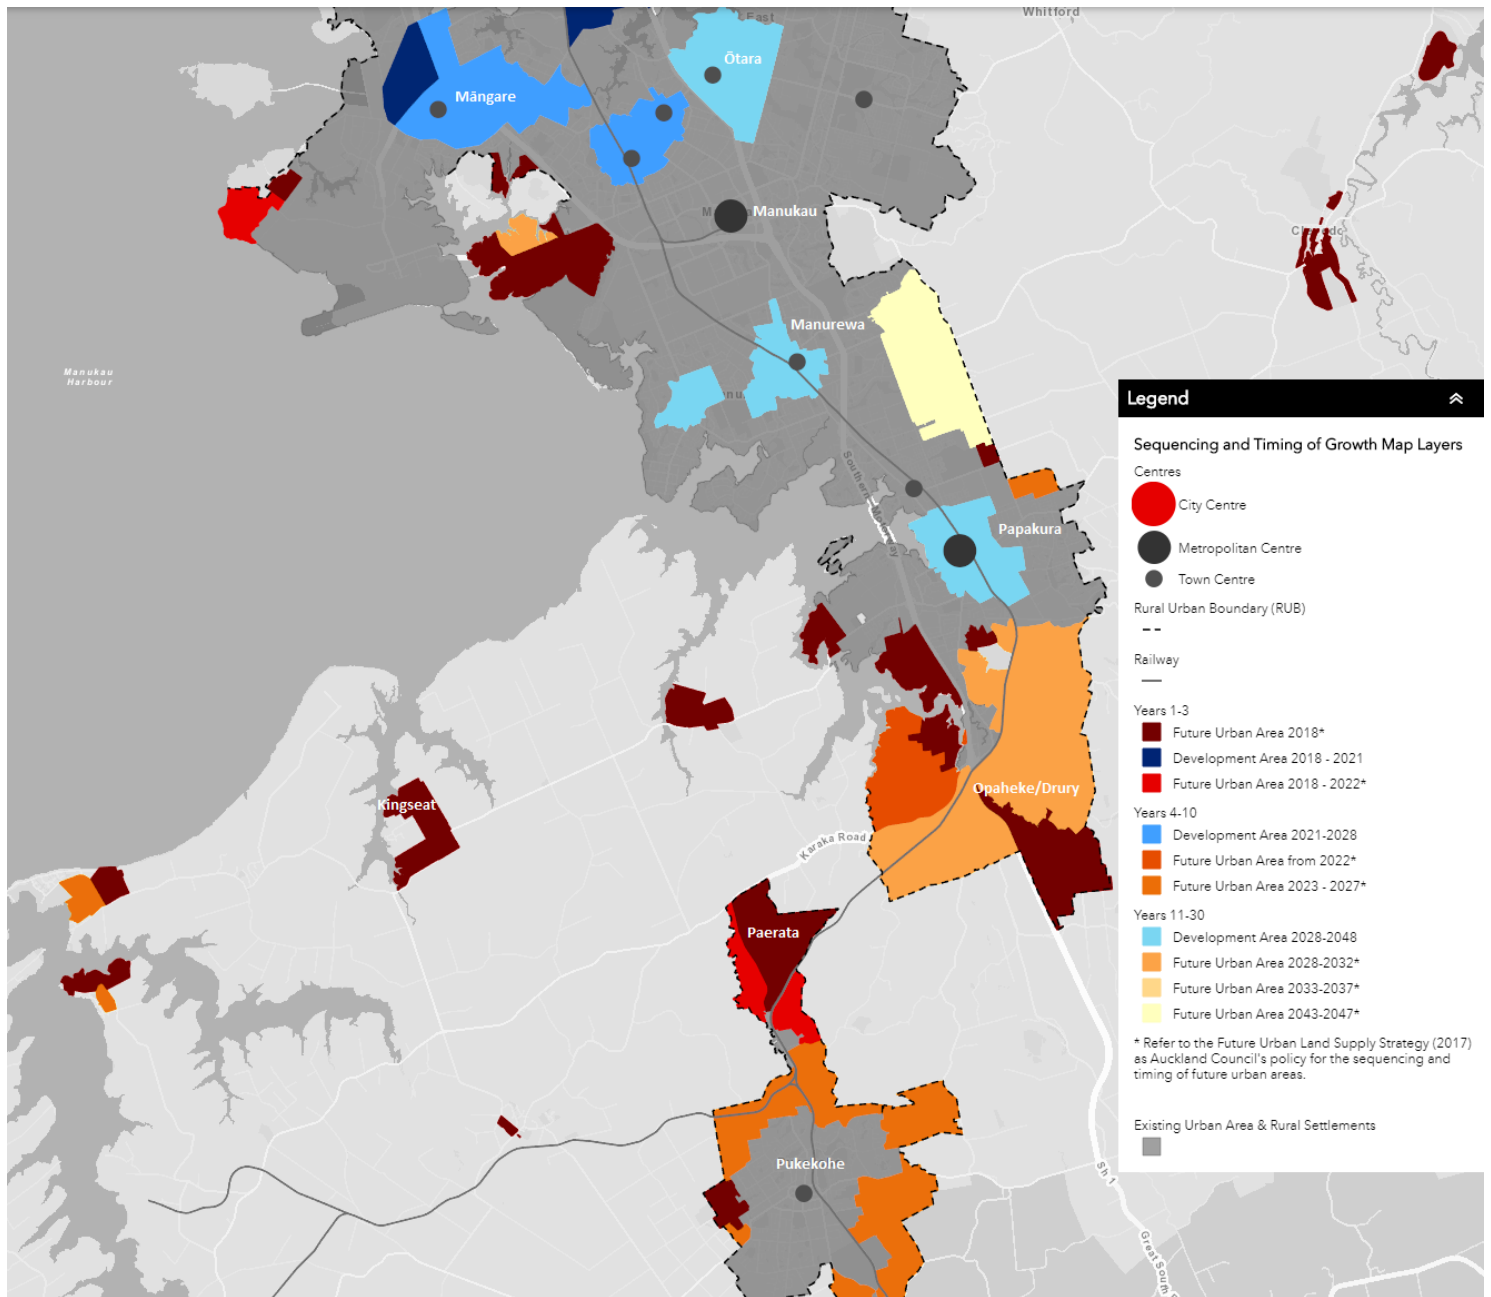 Whitford
East
Ōtara
Māngare
Manukau
Clevedo
Manurewa
Manukau
Harbour
Southern Motorway
Papakura
Kingseat
Opaheke/Drury
Karaka Road
Paerata
Pukekohe
Sh 1
Great South
Legend
Sequencing and Timing of Growth Map Layers
Centres
City Centre
Metropolitan Centre
Town Centre
Rural Urban Boundary (RUB)
Railway
Years 1-3
Future Urban Area 2018*
Development Area 2018 - 2021
Future Urban Area 2018 - 2022*
Years 4-10
Development Area 2021-2028
Future Urban Area from 2022*
Future Urban Area 2023 - 2027*
Years 11-30
Development Area 2028-2048
Future Urban Area 2028-2032*
Future Urban Area 2033-2037*
Future Urban Area 2043-2047*
* Refer to the Future Urban Land Supply Strategy (2017)
as Auckland Council's policy for the sequencing and
timing of future urban areas.
Existing Urban Area & Rural Settlements